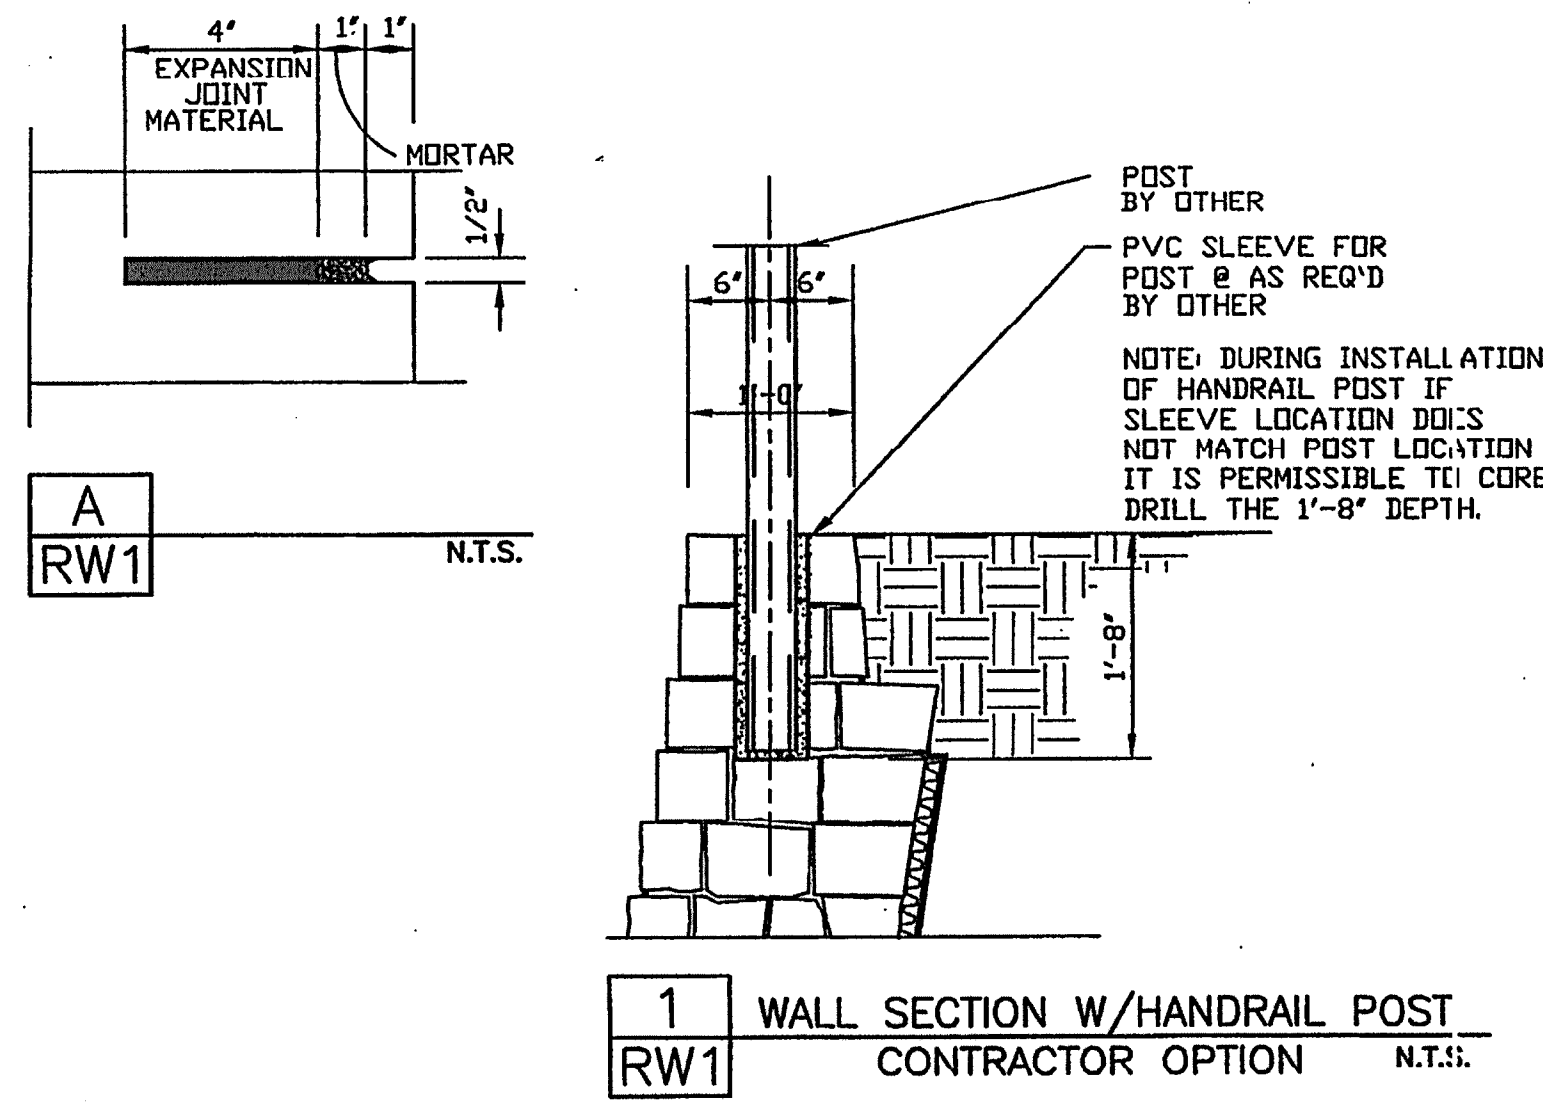 4" 1" 1"
EXPANSION
JOINT
MATERIAL
MORTAR
1/2"
A
RW1
N.T.S.
POST
BY OTHER
PVC SLEEVE FOR
POST @ AS REQ'D
BY OTHER
NOTE: DURING INSTALLATION
OF HANDRAIL POST IF
SLEEVE LOCATION DOES
NOT MATCH POST LOCATION
IT IS PERMISSIBLE TO CORE
DRILL THE 1'-8" DEPTH.
6" 6"
1'-0"
1'-8"
1
RW1
WALL SECTION W/HANDRAIL POST
CONTRACTOR OPTION N.T.S.